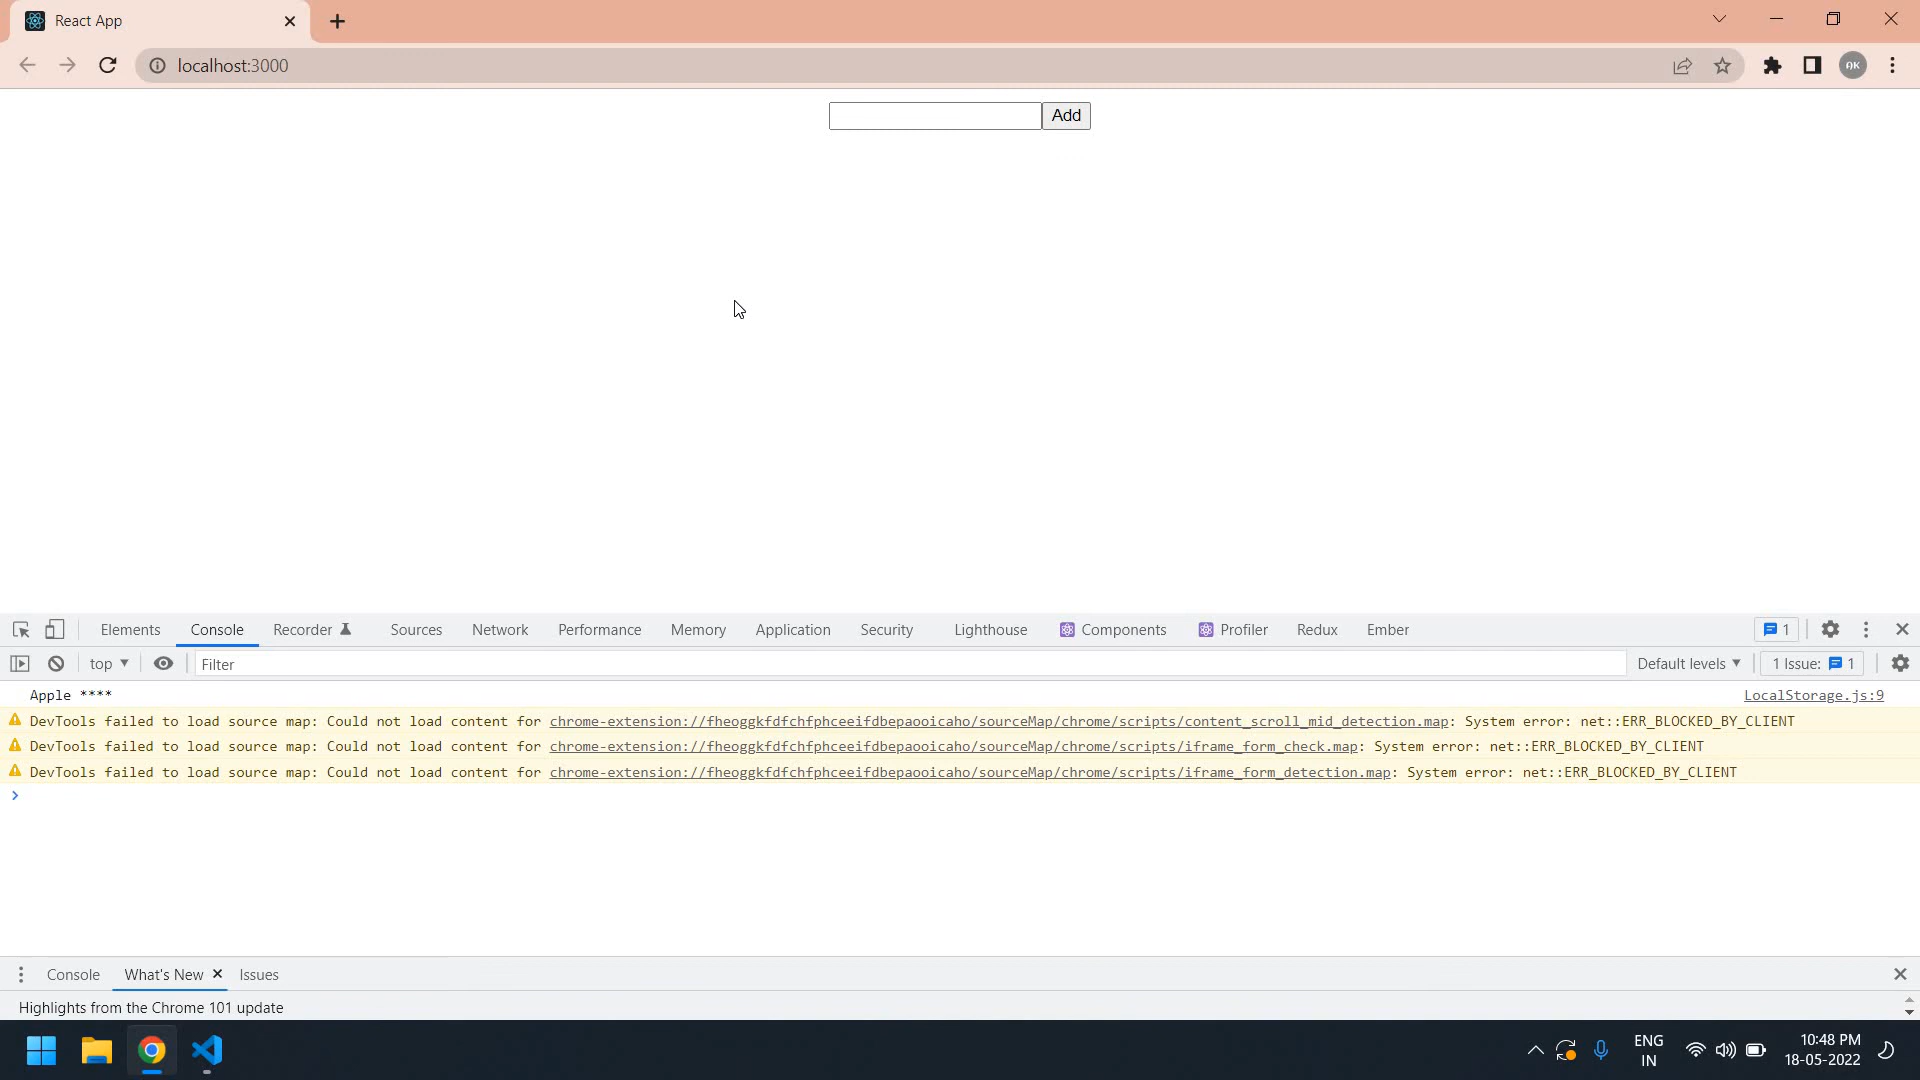 React App
localhost:3000
AK
Add
Elements Console Recorder Sources Network Performance Memory Application Security Lighthouse Components Profiler Redux Ember 1
top Filter Default levels 1 Issue: 1
Apple **** LocalStorage.js:9
DevTools failed to load source map: Could not load content for chrome-extension://fheoggkfdfchfphceeifdbepaooicaho/sourceMap/chrome/scripts/content_scroll_mid_detection.map: System error: net::ERR_BLOCKED_BY_CLIENT
DevTools failed to load source map: Could not load content for chrome-extension://fheoggkfdfchfphceeifdbepaooicaho/sourceMap/chrome/scripts/iframe_form_check.map: System error: net::ERR_BLOCKED_BY_CLIENT
DevTools failed to load source map: Could not load content for chrome-extension://fheoggkfdfchfphceeifdbepaooicaho/sourceMap/chrome/scripts/iframe_form_detection.map: System error: net::ERR_BLOCKED_BY_CLIENT
Console What's New Issues
Highlights from the Chrome 101 update
ENG 10:48 PM
IN 18-05-2022